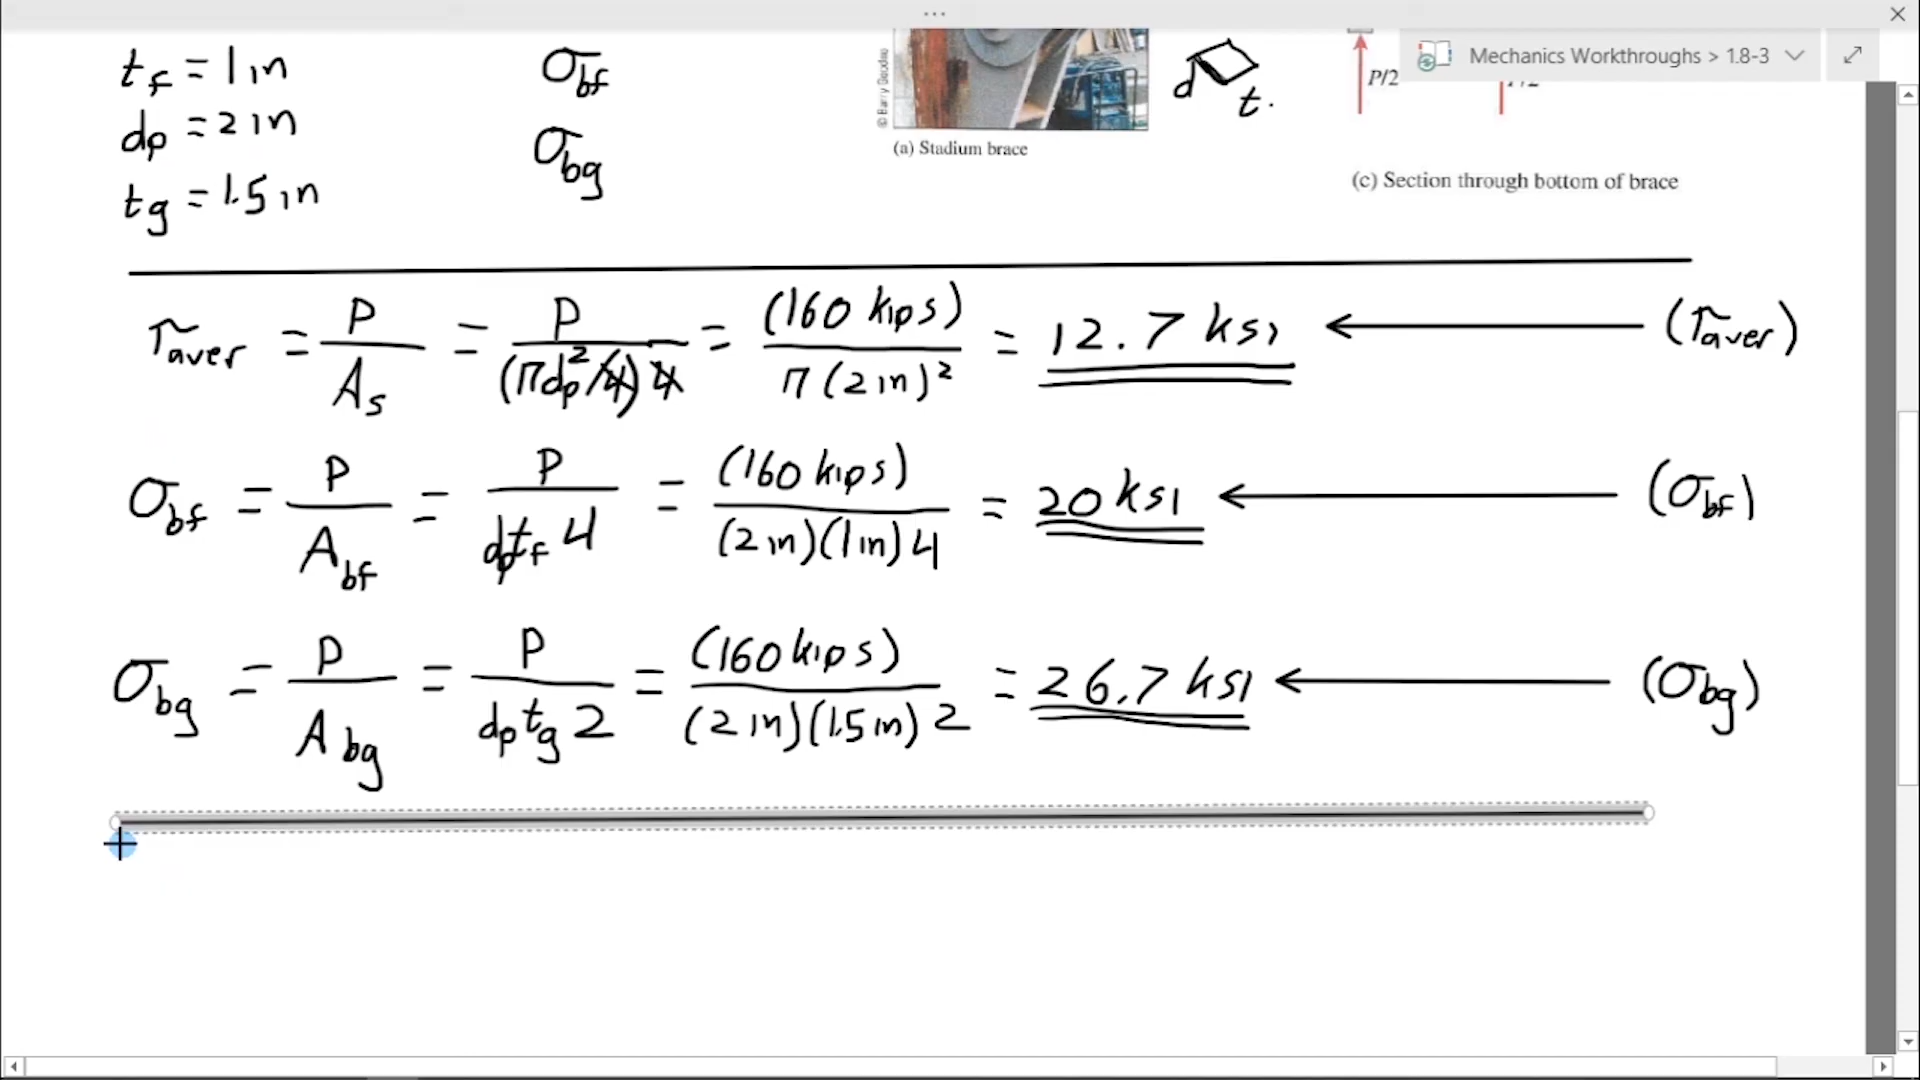 Mechanics Workthroughs > 1.8-3
t_f = 1 in
σ_bf
© Barry Goodno
d
t.
P/2
d_p = 2 in
σ_bg
(a) Stadium brace
t_g = 1.5 in
(c) Section through bottom of brace
τ_aver = P / A_s = P / (πd_p²/4)4 = (160 kips) / π(2 in)² = 12.7 ksi ← (τ_aver)
σ_bf = P / A_bf = P / d_p t_f 4 = (160 kips) / (2 in)(1 in)4 = 20 ksi ← (σ_bf)
σ_bg = P / A_bg = P / d_p t_g 2 = (160 kips) / (2 in)(1.5 in)2 = 26.7 ksi ← (σ_bg)